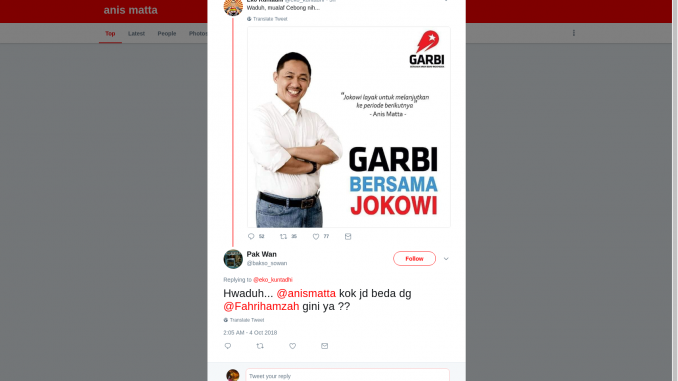 anis matta
Top
Latest
People
Photos
Eko Kuntadhi @eko_kuntadhi
Waduh, mualaf Cebong nih...
Translate Tweet
GARBI
"Jokowi layak untuk melanjutkan
ke periode berikutnya"
- Anis Matta -
GARBI
BERSAMA
JOKOWI
52
35
77
Pak Wan
@bakso_sowan
Follow
Replying to @eko_kuntadhi
Hwaduh... @anismatta kok jd beda dg
@Fahrihamzah gini ya ??
Translate Tweet
2:05 AM - 4 Oct 2018
Tweet your reply